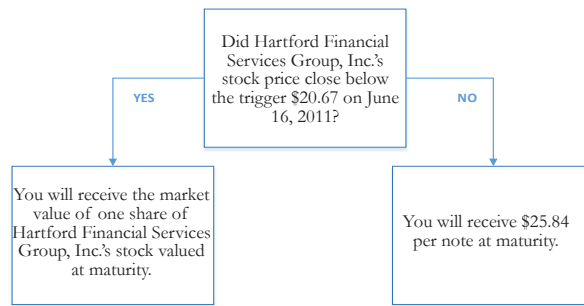 Did Hartford Financial
Services Group, Inc.'s
stock price close below
the trigger $20.67 on June
16, 2011?
YES
NO
You will receive the market
value of one share of
Hartford Financial Services
Group, Inc.'s stock valued
at maturity.
You will receive $25.84
per note at maturity.